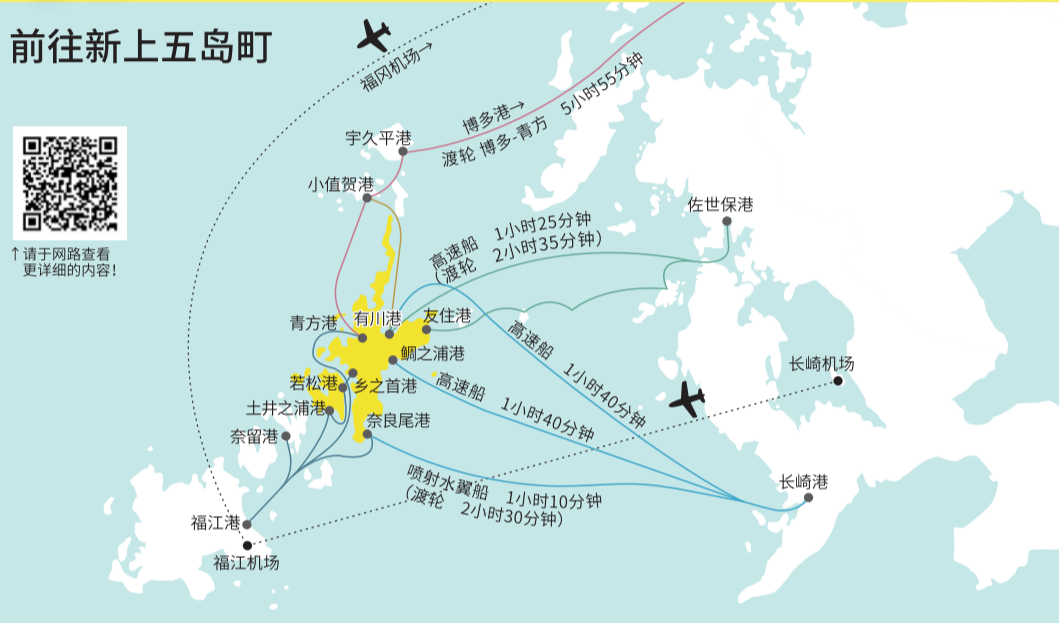 前往新上五岛町
福冈机场→
博多港→
渡轮 博多-青方 5小时55分钟
宇久平港
小值贺港
↑请于网路查看
更详细的内容!
佐世保港
高速船 1小时25分钟
(渡轮 2小时35分钟)
青方港
有川港
友住港
鲷之浦港
高速船 1小时40分钟
长崎机场
若松港
乡之首港
高速船 1小时40分钟
土井之浦港
奈良尾港
奈留港
喷射水翼船 1小时10分钟
(渡轮 2小时30分钟)
长崎港
福江港
福江机场